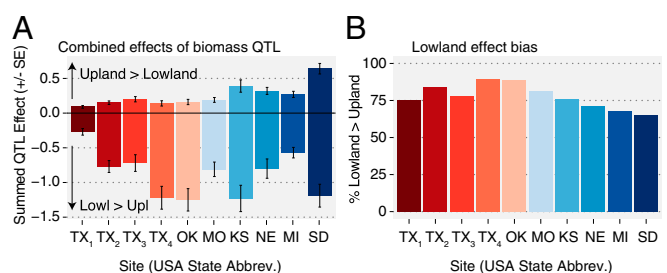 A
Combined effects of biomass QTL
Summed QTL Effect (+/- SE)
Upland > Lowland
0.5
0.0
0.5
−1.0
−1.5
Lowl > Upl
TX1 TX2 TX3 TX4 OK MO KS NE MI SD
Site (USA State Abbrev.)
B
Lowland effect bias
% Lowland > Upland
100
75
50
25
0
TX1 TX2 TX3 TX4 OK MO KS NE MI SD
Site (USA State Abbrev.)